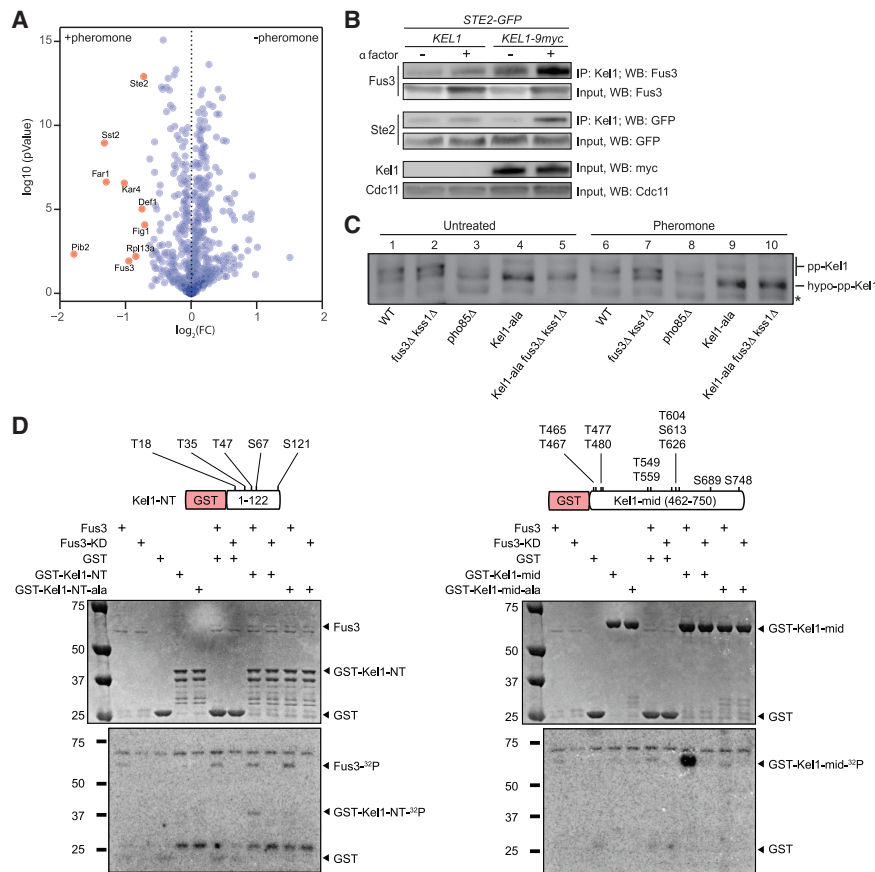 A
+pheromone
-pheromone
15
10
5
0
log10 (pValue)
Ste2
Sst2
Far1
Kar4
Def1
Fig1
Rpl13a
Pib2
Fus3
−2
−1
0
1
2
log2(FC)
B
STE2-GFP
KEL1
KEL1-9myc
α factor
-
+
-
+
Fus3
IP: Kel1; WB: Fus3
Input, WB: Fus3
Ste2
IP: Kel1; WB: GFP
Input, WB: GFP
Kel1
Input, WB: myc
Cdc11
Input, WB: Cdc11
C
Untreated
Pheromone
1 2 3 4 5 6 7 8 9 10
pp-Kel1
hypo-pp-Kel1
*
WT
fus3Δ kss1Δ
pho85Δ
Kel1-ala
Kel1-ala fus3Δ kss1Δ
WT
fus3Δ kss1Δ
pho85Δ
Kel1-ala
Kel1-ala fus3Δ kss1Δ
D
T18 T35 T47 S67 S121
Kel1-NT
GST
1-122
Fus3 + + + +
Fus3-KD + + + +
GST + + +
GST-Kel1-NT + + +
GST-Kel1-NT-ala + + +
75
50
37
25
Fus3
GST-Kel1-NT
GST
75
50
37
25
Fus3-32P
GST-Kel1-NT-32P
GST
T604
T465 T477 S613
T467 T480 T626
T549
T559
S689 S748
GST
Kel1-mid (462-750)
Fus3 + + + +
Fus3-KD + + + +
GST + + +
GST-Kel1-mid + + +
GST-Kel1-mid-ala + + +
75
50
37
25
GST-Kel1-mid
GST
75
50
37
25
GST-Kel1-mid-32P
GST